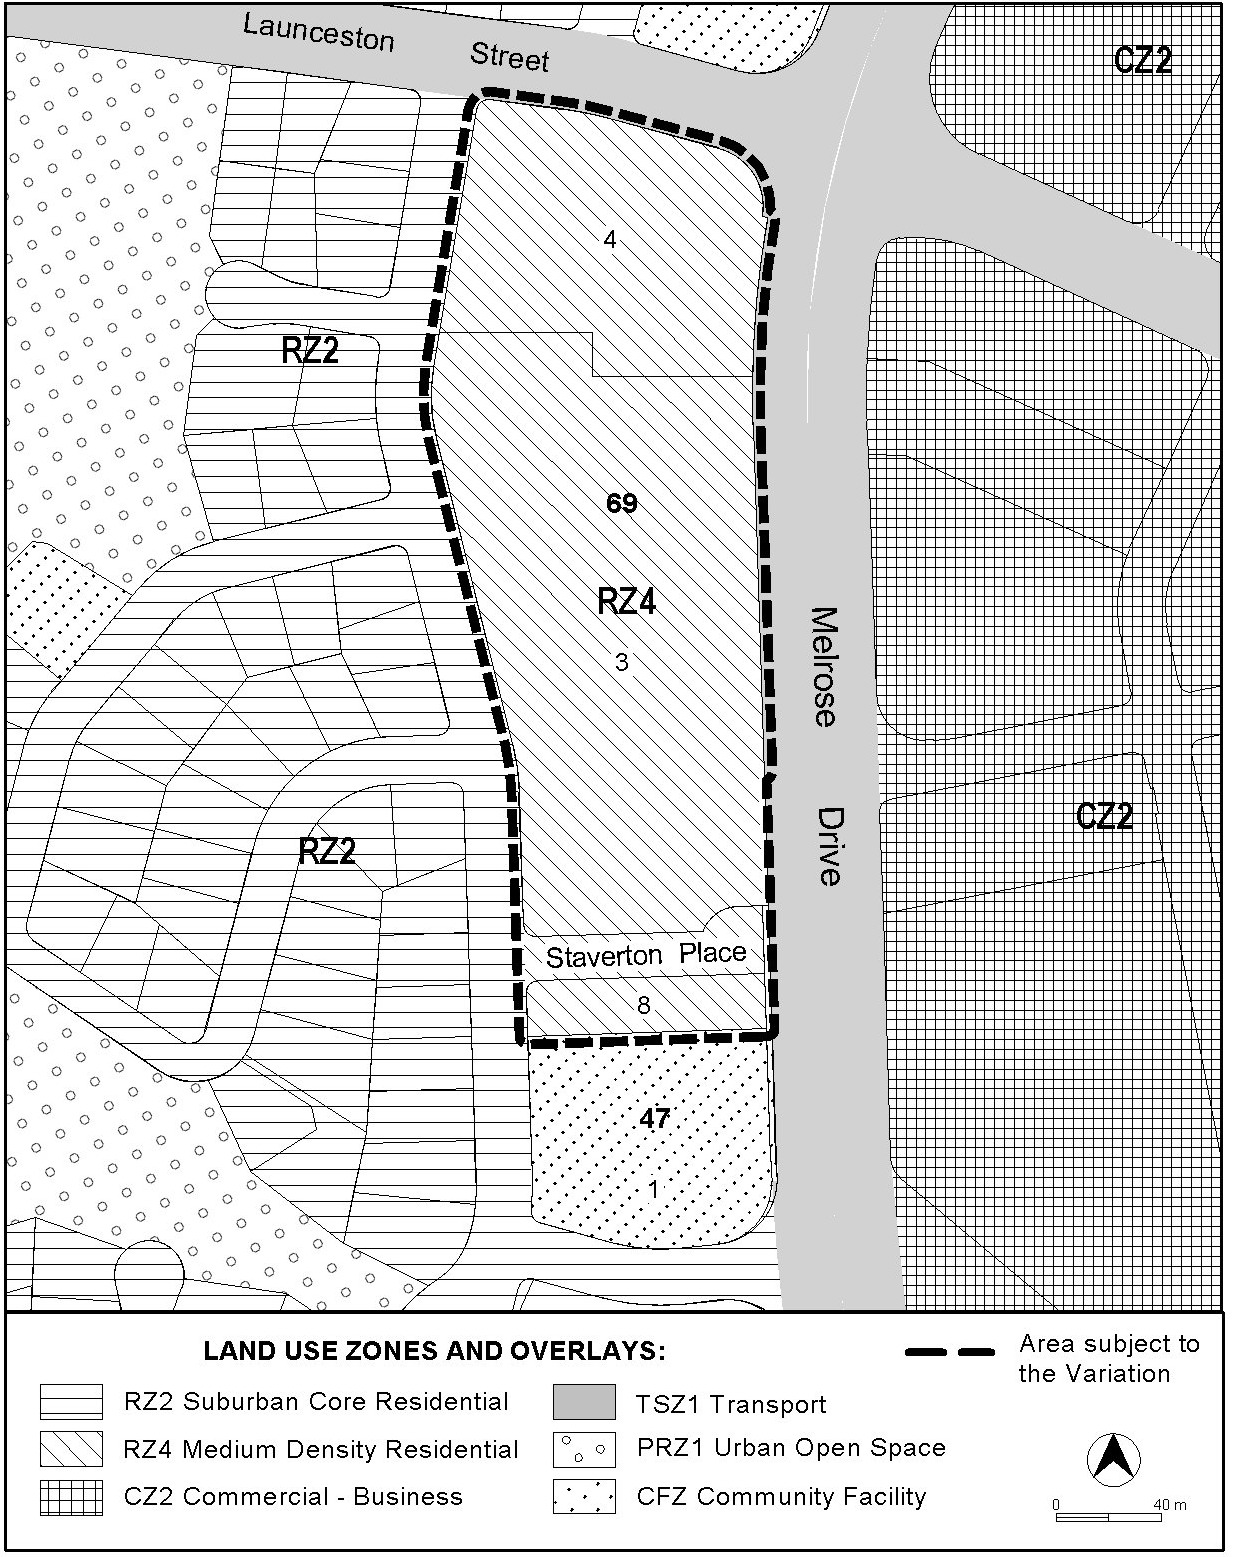 Launceston Street
CZ2
4
RZ2
69
RZ4
3
Melrose Drive
CZ2
RZ2
Staverton Place
8
47
1
LAND USE ZONES AND OVERLAYS:
Area subject to
the Variation
RZ2 Suburban Core Residential
TSZ1 Transport
RZ4 Medium Density Residential
PRZ1 Urban Open Space
CZ2 Commercial - Business
CFZ Community Facility
0 40 m